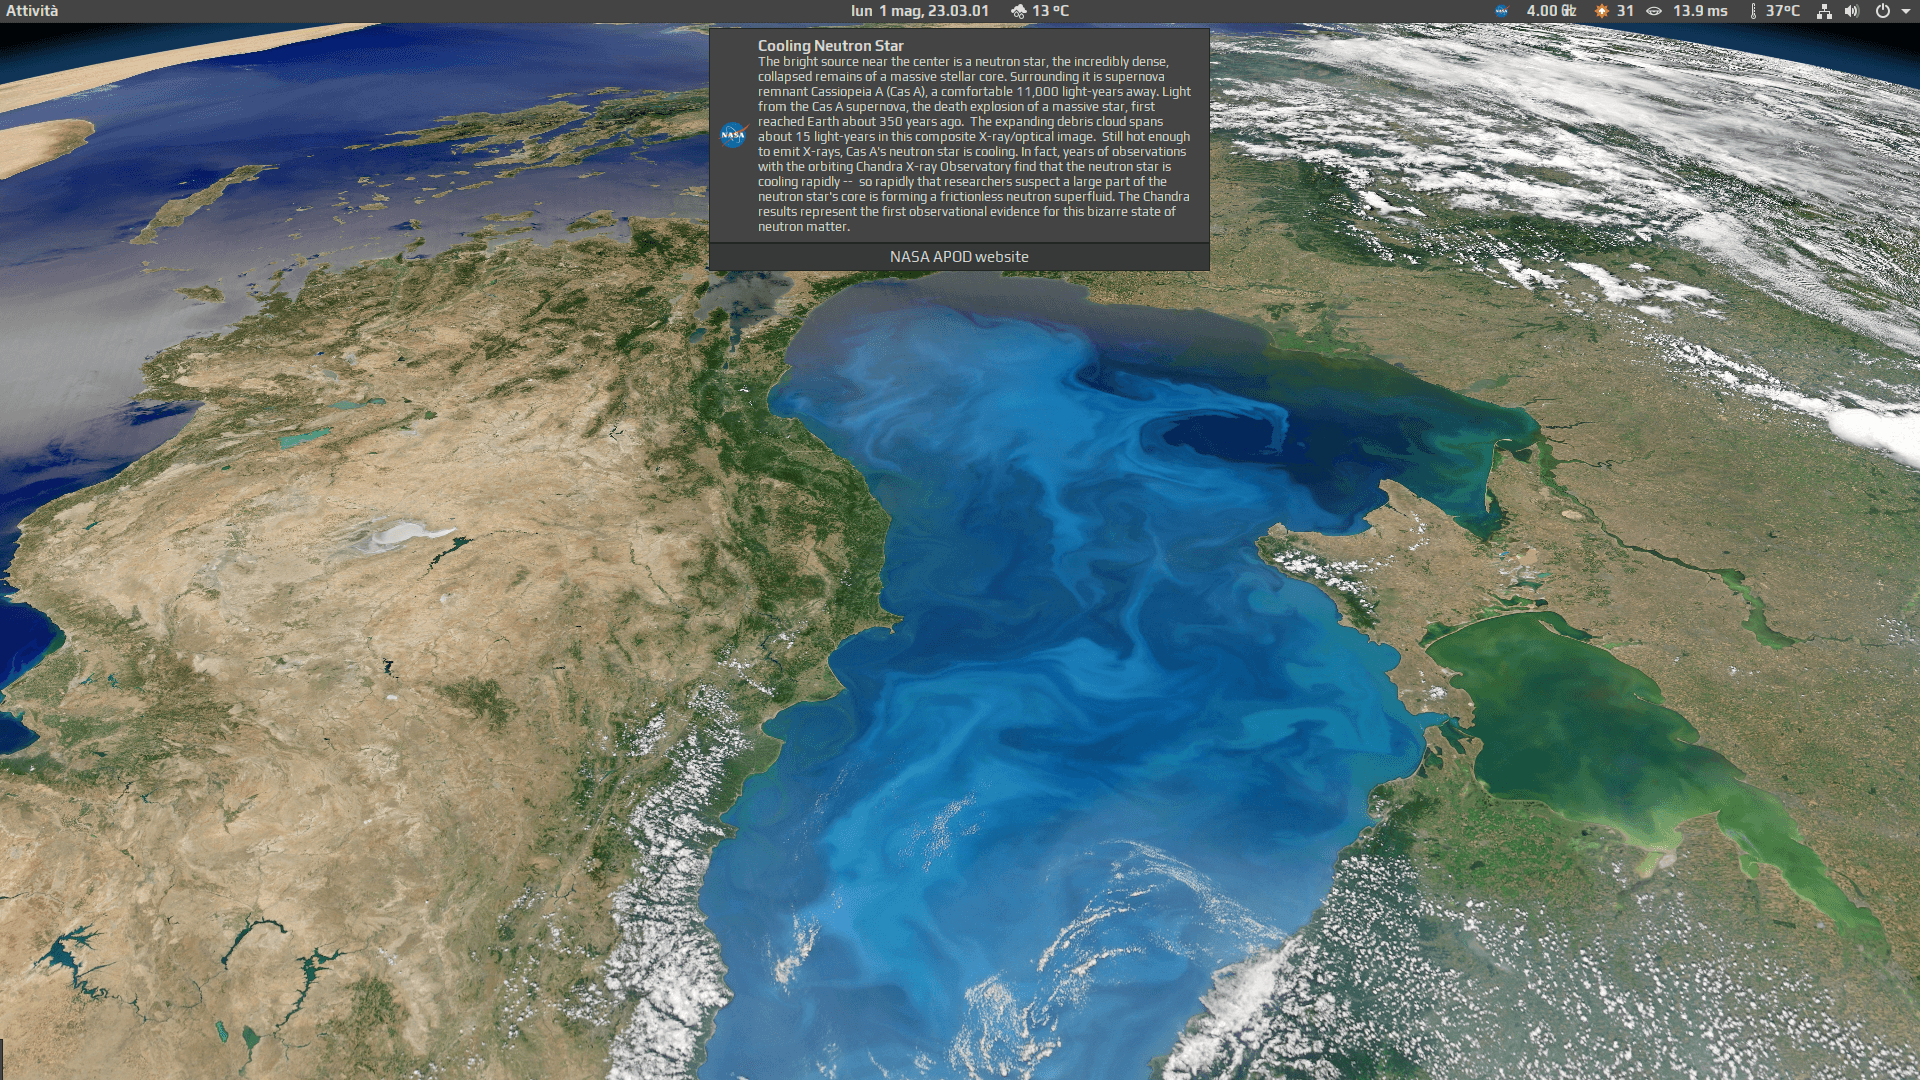 Attività
lun 1 mag, 23.03.01
13 °C
4.00
31
13.9 ms
37°C
Cooling Neutron Star
The bright source near the center is a neutron star, the incredibly dense,
collapsed remains of a massive stellar core. Surrounding it is supernova
remnant Cassiopeia A (Cas A), a comfortable 11,000 light-years away. Light
from the Cas A supernova, the death explosion of a massive star, first
reached Earth about 350 years ago.  The expanding debris cloud spans
about 15 light-years in this composite X-ray/optical image.  Still hot enough
to emit X-rays, Cas A's neutron star is cooling. In fact, years of observations
with the orbiting Chandra X-ray Observatory find that the neutron star is
cooling rapidly --  so rapidly that researchers suspect a large part of the
neutron star's core is forming a frictionless neutron superfluid. The Chandra
results represent the first observational evidence for this bizarre state of
neutron matter.
NASA
NASA APOD website